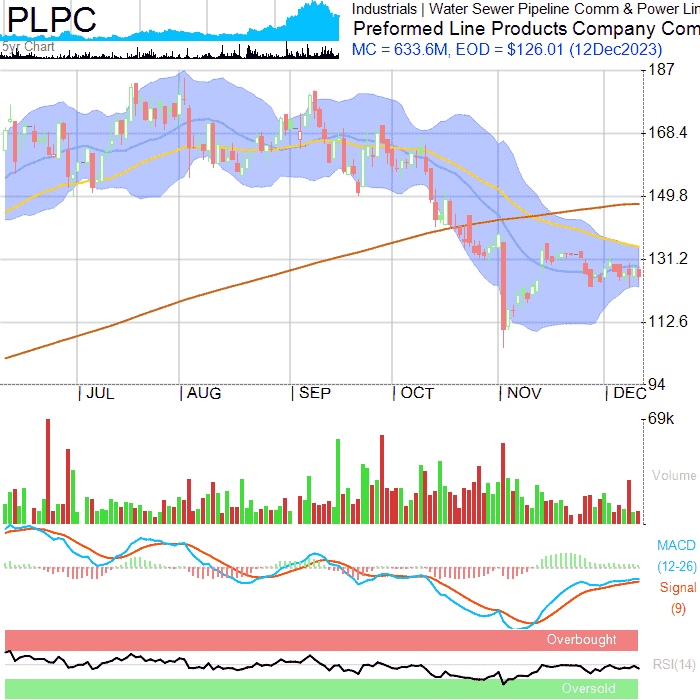 PLPC
5yr Chart
Industrials | Water Sewer Pipeline Comm & Power Lin
Preformed Line Products Company Com
MC = 633.6M, EOD = $126.01 (12Dec2023)
187
168.4
149.8
131.2
112.6
94
JUL
AUG
SEP
OCT
NOV
DEC
69k
Volume
MACD
(12-26)
Signal
(9)
Overbought
RSI(14)
Oversold